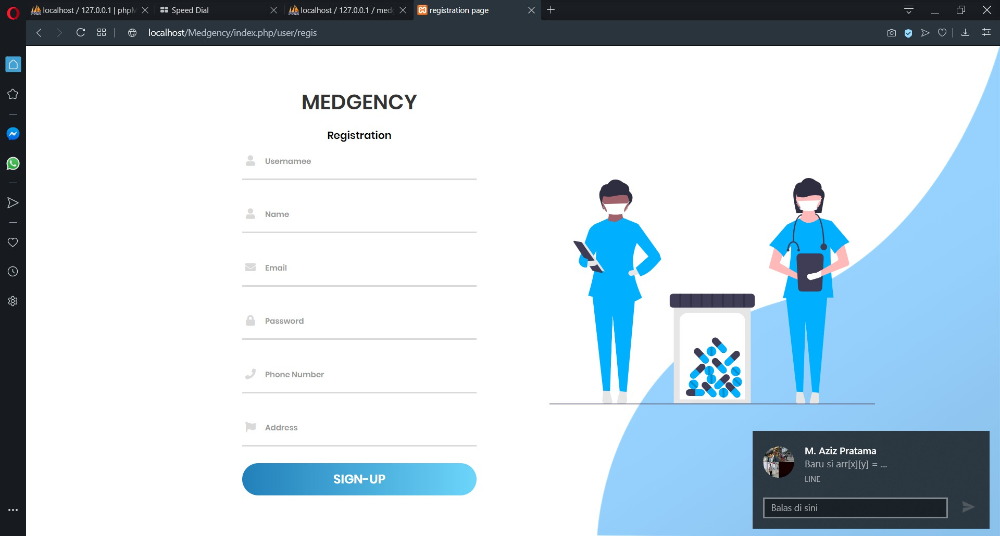 localhost / 127.0.0.1 | phpM
Speed Dial
localhost / 127.0.0.1 / medg
registration page
localhost/Medgency/index.php/user/regis
MEDGENCY
Registration
Usernamee
Name
Email
Password
Phone Number
Address
SIGN-UP
M. Aziz Pratama
Baru si arr[x][y] = ...
LINE
Balas di sini